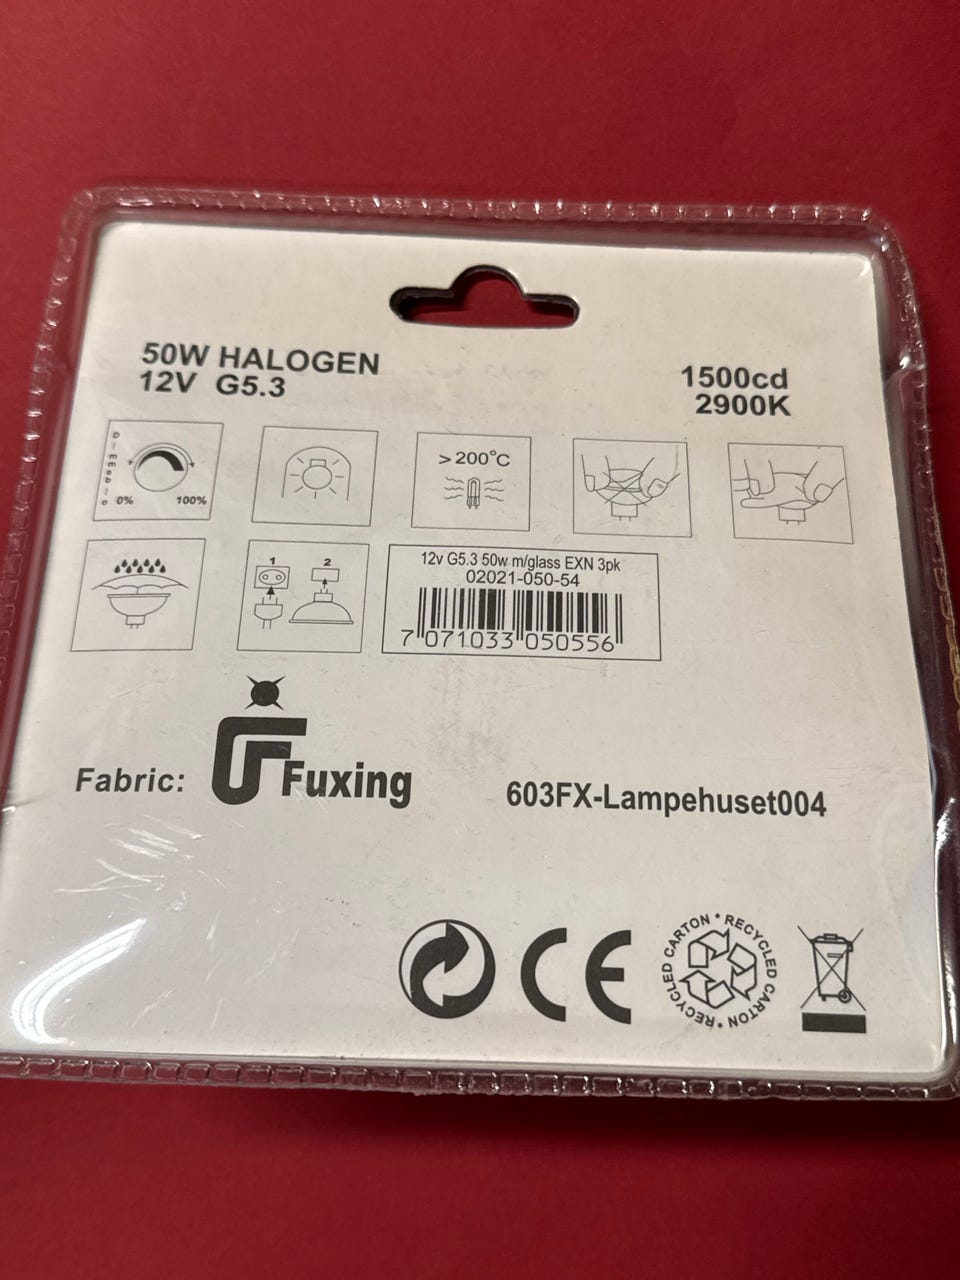 50W HALOGEN
12V G5.3
1500cd
2900K
Dimmable
0% 100%
>200°C
1 2
12v G5.3 50w m/glass EXN 3pk
02021-050-54
7 071033 050556
Fabric:
Fuxing
603FX-Lampehuset004
CE
RECYCLED CARTON • RECYCLED CARTON •